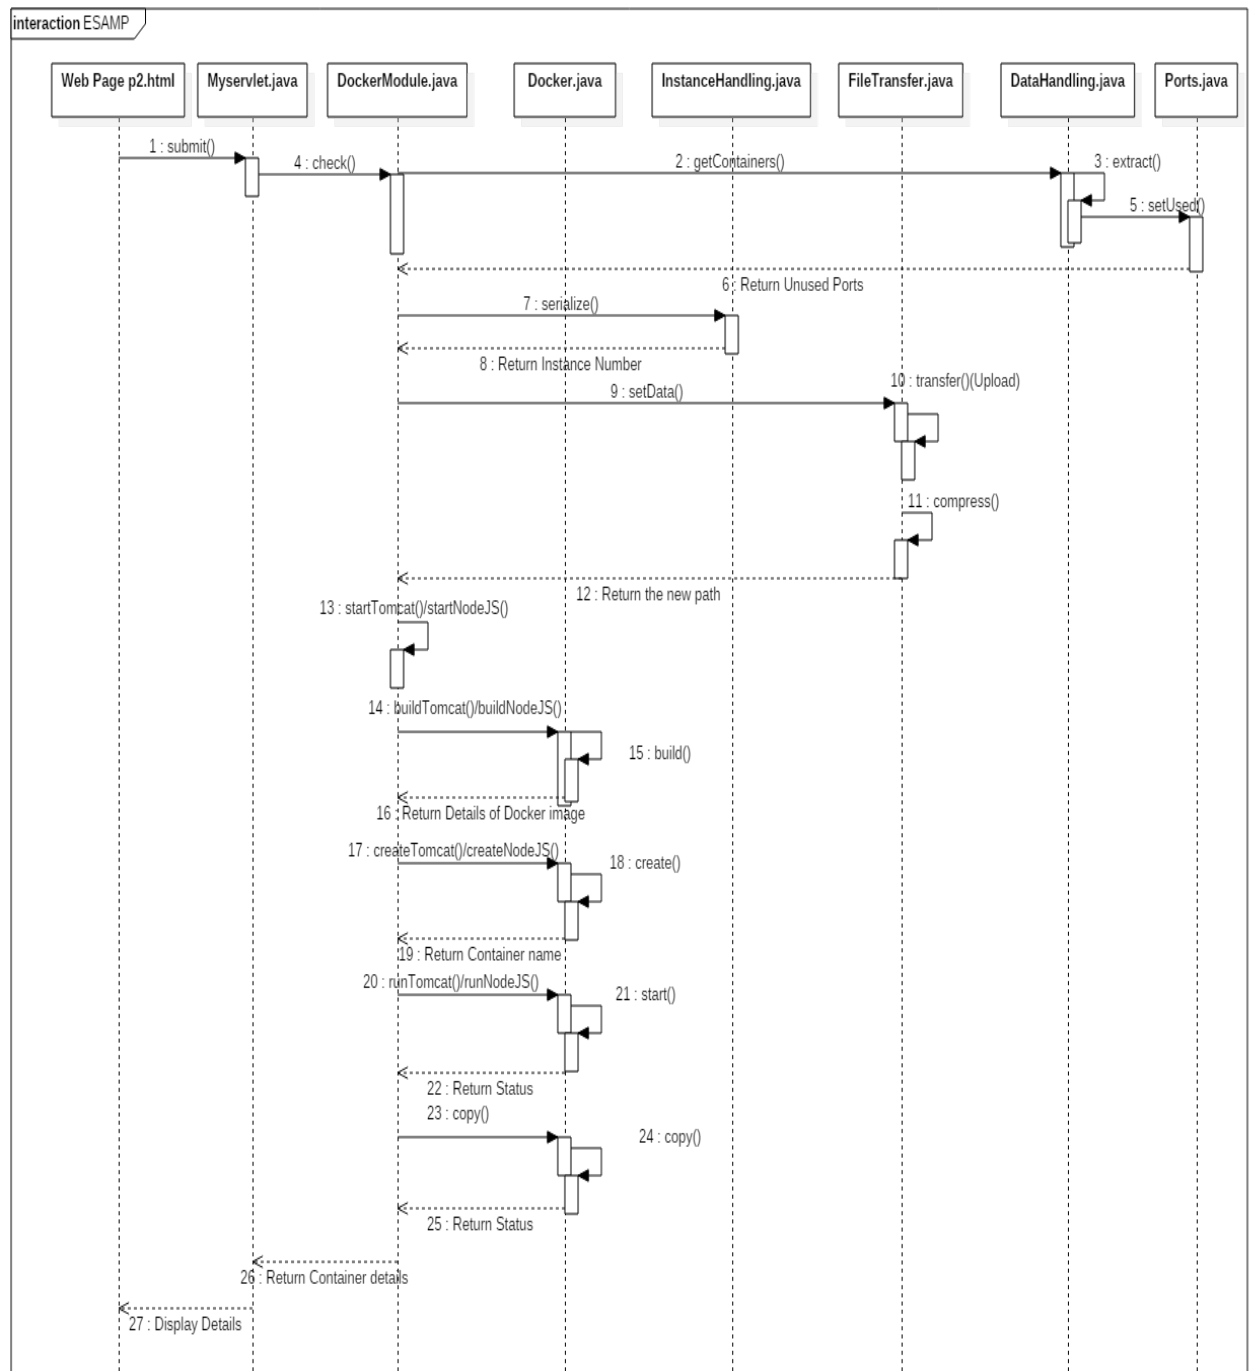 interaction ESAMP
Web Page p2.html
Myservlet.java
DockerModule.java
Docker.java
InstanceHandling.java
FileTransfer.java
DataHandling.java
Ports.java
1 : submit()
4 : check()
2 : getContainers()
3 : extract()
5 : setUsed()
6 : Return Unused Ports
7 : serialize()
8 : Return Instance Number
9 : setData()
10 : transfer()(Upload)
11 : compress()
12 : Return the new path
13 : startTomcat()/startNodeJS()
14 : buildTomcat()/buildNodeJS()
15 : build()
16 : Return Details of Docker image
17 : createTomcat()/createNodeJS()
18 : create()
19 : Return Container name
20 : runTomcat()/runNodeJS()
21 : start()
22 : Return Status
23 : copy()
24 : copy()
25 : Return Status
26 : Return Container details
27 : Display Details